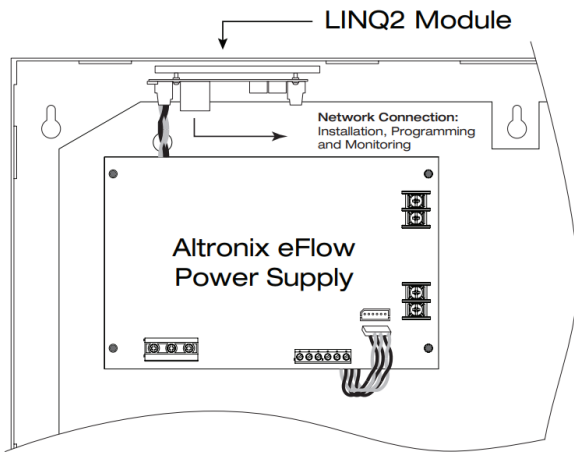 LINQ2 Module
Network Connection:
Installation, Programming
and Monitoring
Altronix eFlow
Power Supply